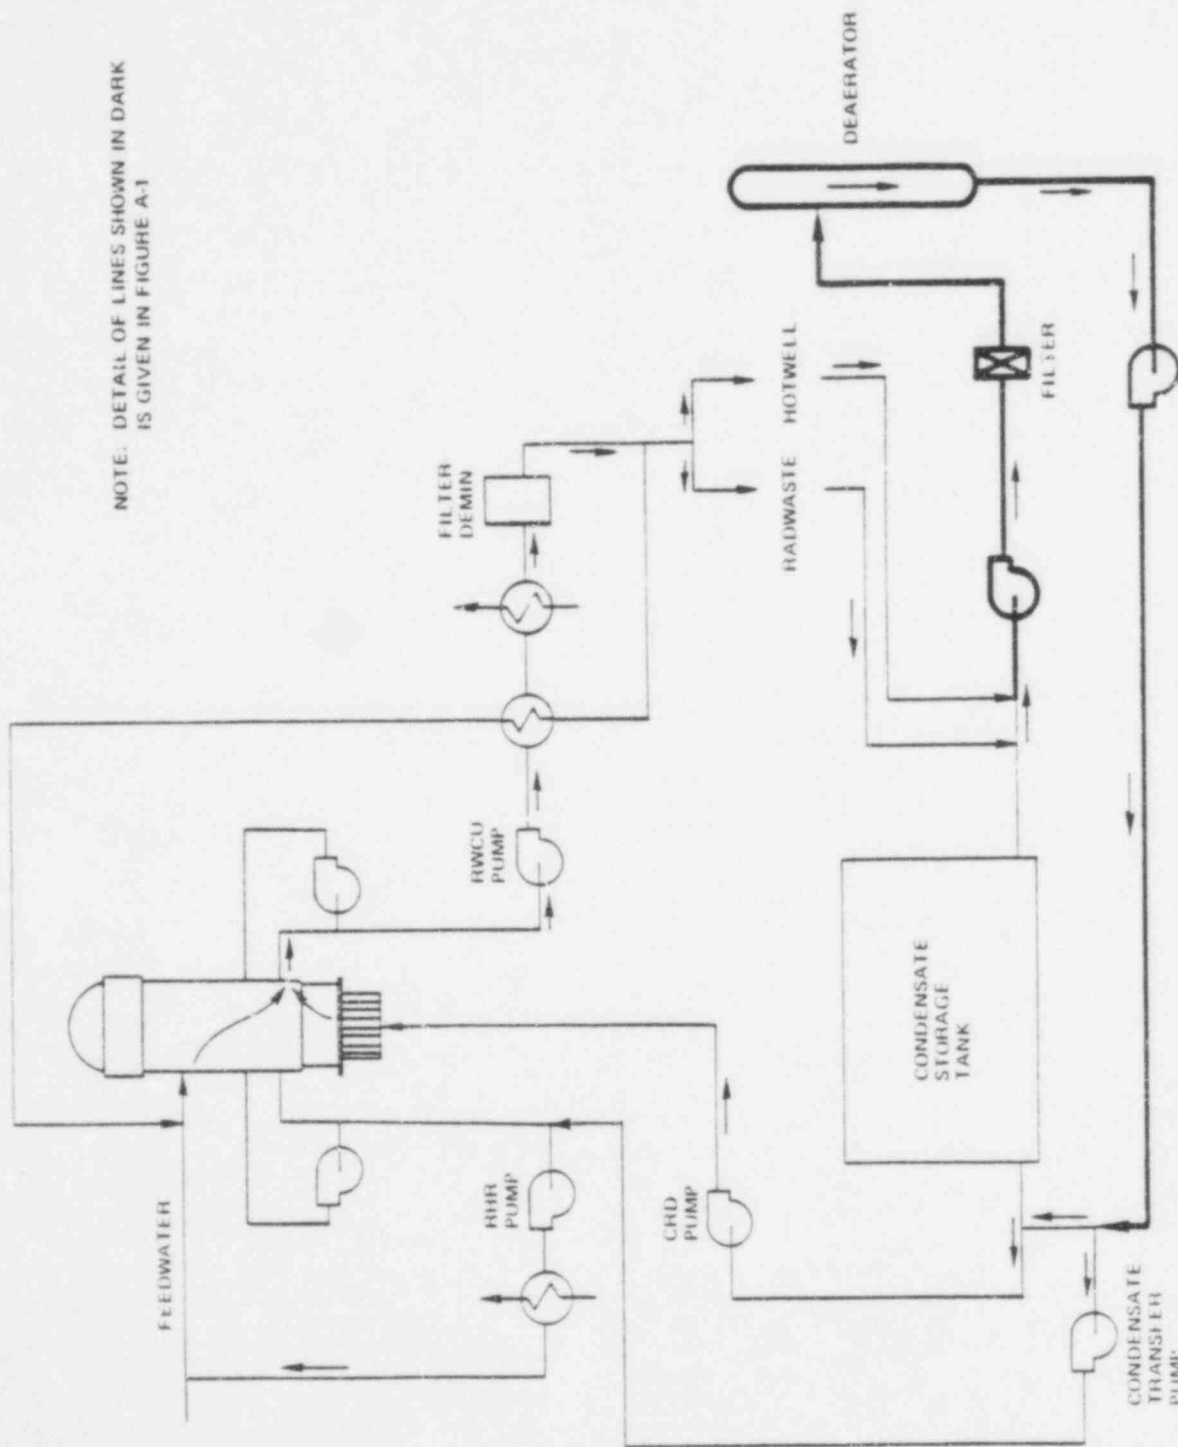 NOTE: DETAIL OF LINES SHOWN IN DARK
IS GIVEN IN FIGURE A-1
FEEDWATER
RHR
PUMP
RWCU
PUMP
FILTER
DEMIN
CRD
PUMP
RADWASTE
HOTWELL
DEAERATOR
CONDENSATE
STORAGE
TANK
FILTER
CONDENSATE
TRANSFER
PUMP